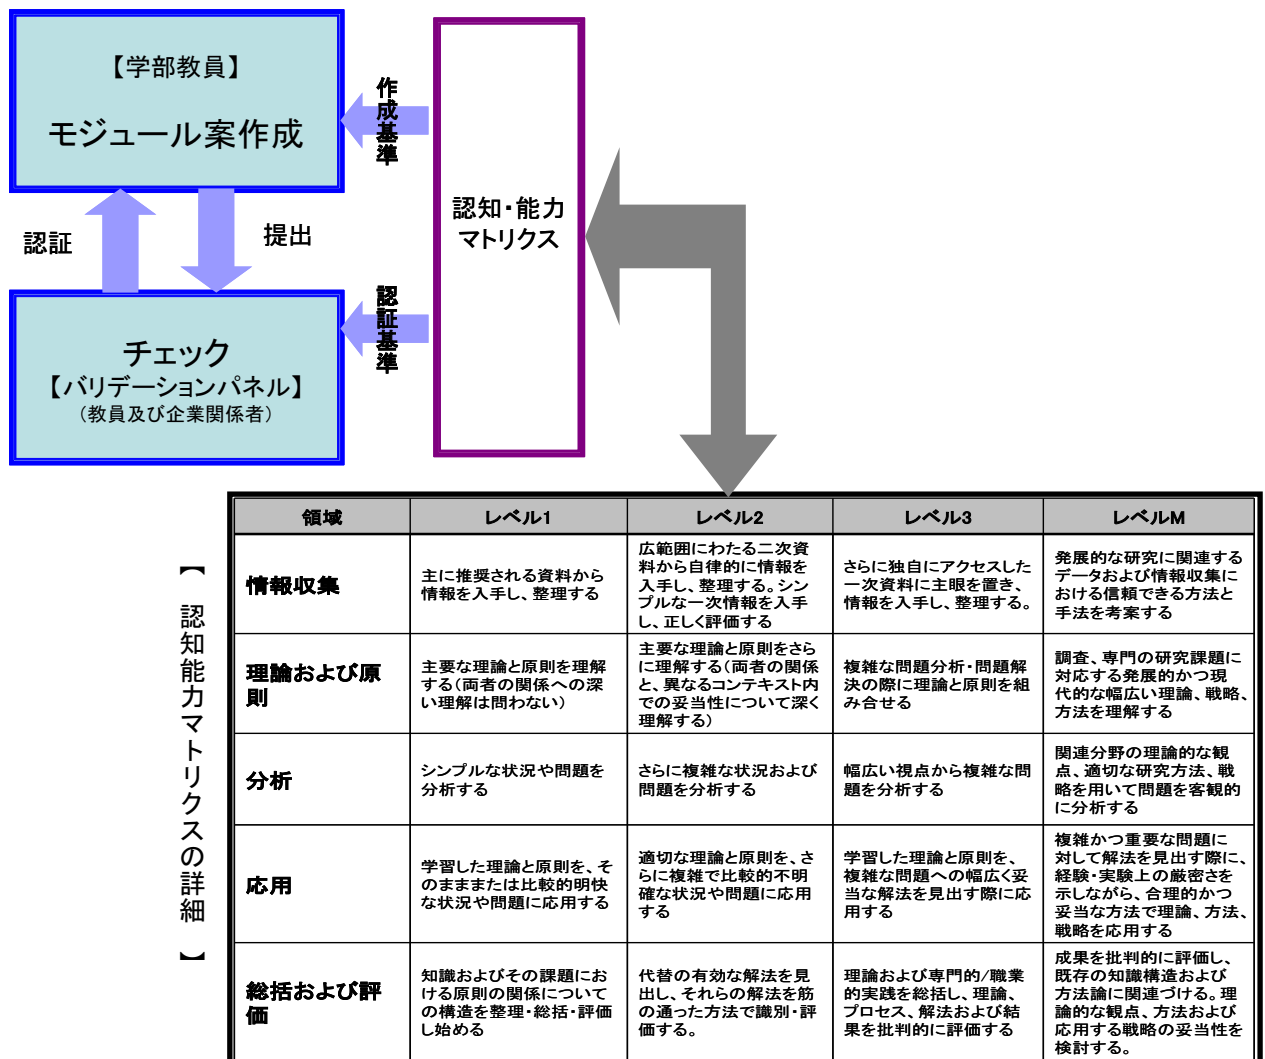 【学部教員】
モジュール案作成
作成基準
認知・能力
マトリクス
認証
提出
認証基準
チェック
【バリデーションパネル】
（教員及び企業関係者）
【 認知能力マトリクスの詳細 】
領域
レベル1
レベル2
レベル3
レベルM
情報収集
主に推奨される資料から
情報を入手し、整理する
広範囲にわたる二次資
料から自律的に情報を
入手し、整理する。シン
プルな一次情報を入手
し、正しく評価する
さらに独自にアクセスした
一次資料に主眼を置き、
情報を入手し、整理する。
発展的な研究に関連する
データおよび情報収集に
おける信頼できる方法と
手法を考案する
理論および原
則
主要な理論と原則を理解
する（両者の関係への深
い理解は問わない）
主要な理論と原則をさら
に理解する（両者の関係
と、異なるコンテキスト内
での妥当性について深く
理解する）
複雑な問題分析・問題解
決の際に理論と原則を組
み合せる
調査、専門の研究課題に
対応する発展的かつ現
代的な幅広い理論、戦略、
方法を理解する
分析
シンプルな状況や問題を
分析する
さらに複雑な状況および
問題を分析する
幅広い視点から複雑な問
題を分析する
関連分野の理論的な観
点、適切な研究方法、戦
略を用いて問題を客観的
に分析する
応用
学習した理論と原則を、そ
のまままたは比較的明快
な状況や問題に応用する
適切な理論と原則を、さ
らに複雑で比較的不明
確な状況や問題に応用
する
学習した理論と原則を、
複雑な問題への幅広く妥
当な解法を見出す際に応
用する
複雑かつ重要な問題に
対して解法を見出す際に、
経験・実験上の厳密さを
示しながら、合理的かつ
妥当な方法で理論、方法、
戦略を応用する
総括および評
価
知識およびその課題にお
ける原則の関係について
の構造を整理・総括・評価
し始める
代替の有効な解法を見
出し、それらの解法を筋
の通った方法で識別・評
価する。
理論および専門的/職業
的実践を総括し、理論、
プロセス、解法および結
果を批判的に評価する
成果を批判的に評価し、
既存の知識構造および
方法論に関連づける。理
論的な観点、方法および
応用する戦略の妥当性を
検討する。